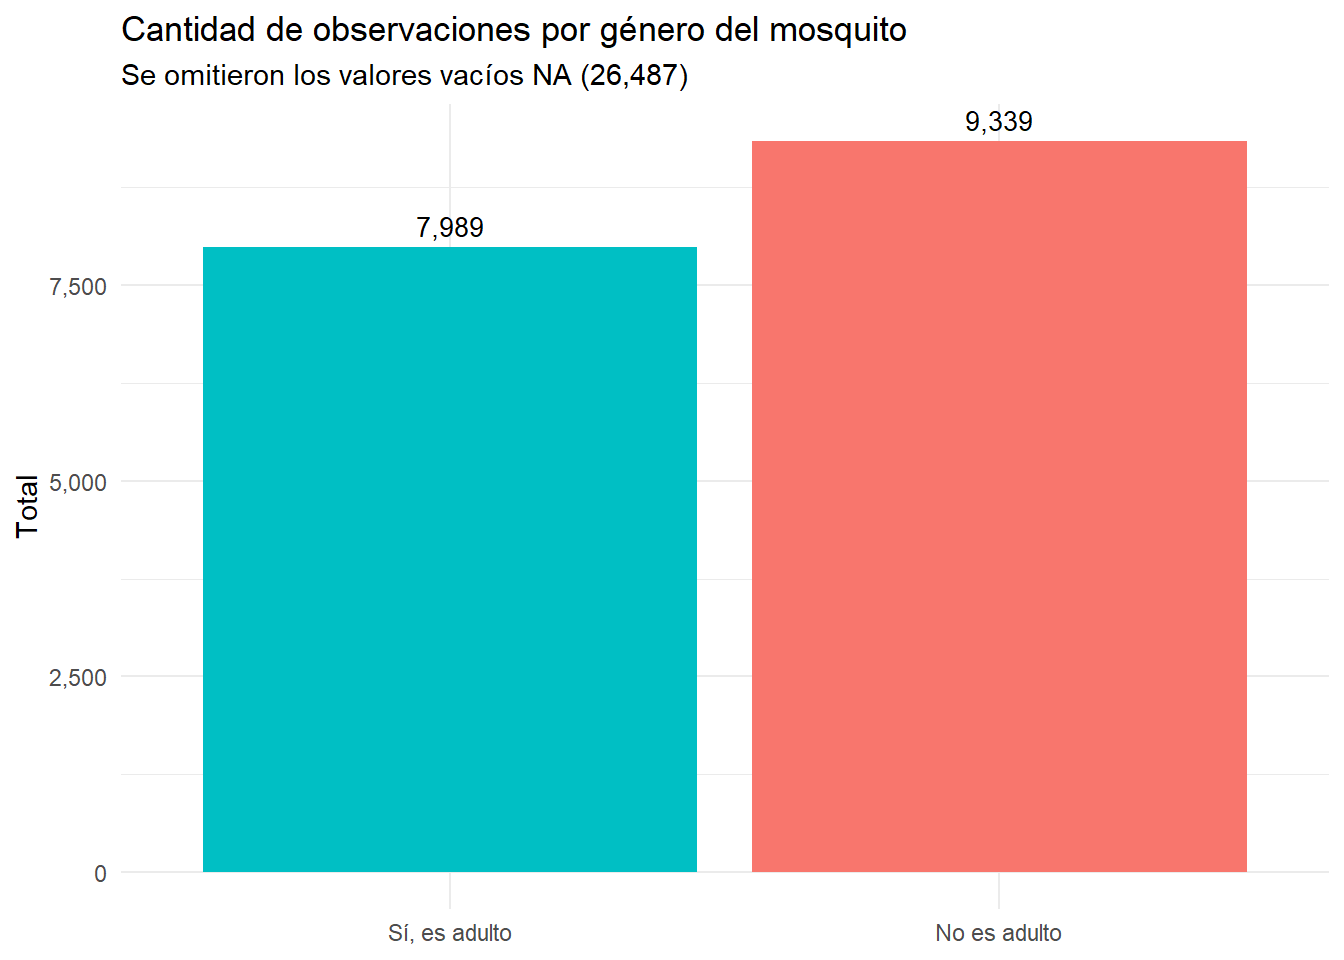 Cantidad de observaciones por género del mosquito
Se omitieron los valores vacíos NA (26,487)
9,339
7,989
7,500
5,000
2,500
0
Total
Sí, es adulto
No es adulto